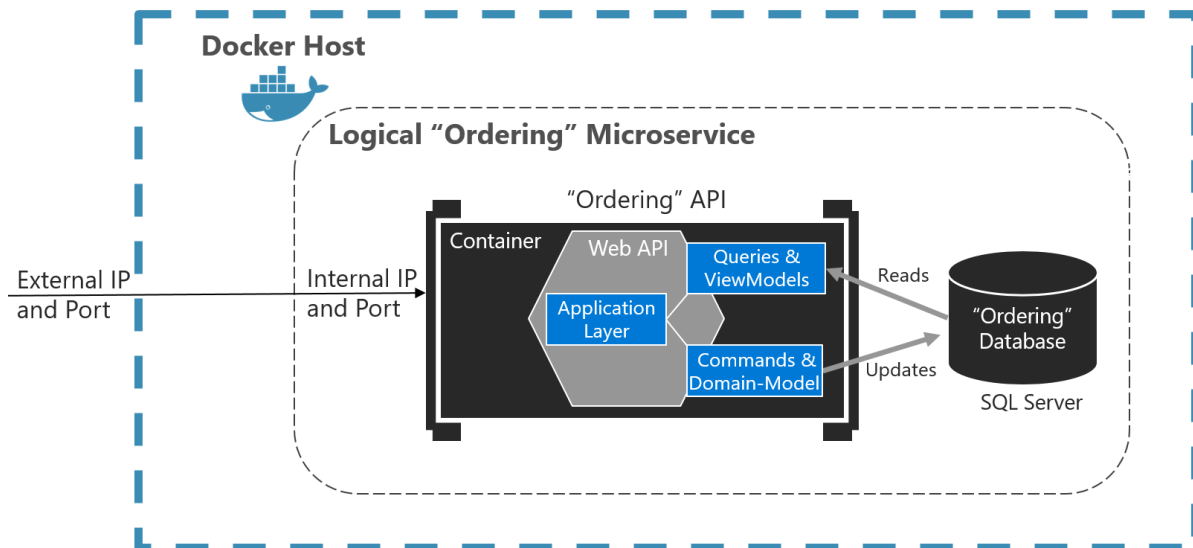 Docker Host
Logical “Ordering” Microservice
“Ordering” API
Container
Web API
Queries &
ViewModels
Application
Layer
Commands &
Domain-Model
External IP
and Port
Internal IP
and Port
Reads
Updates
“Ordering”
Database
SQL Server